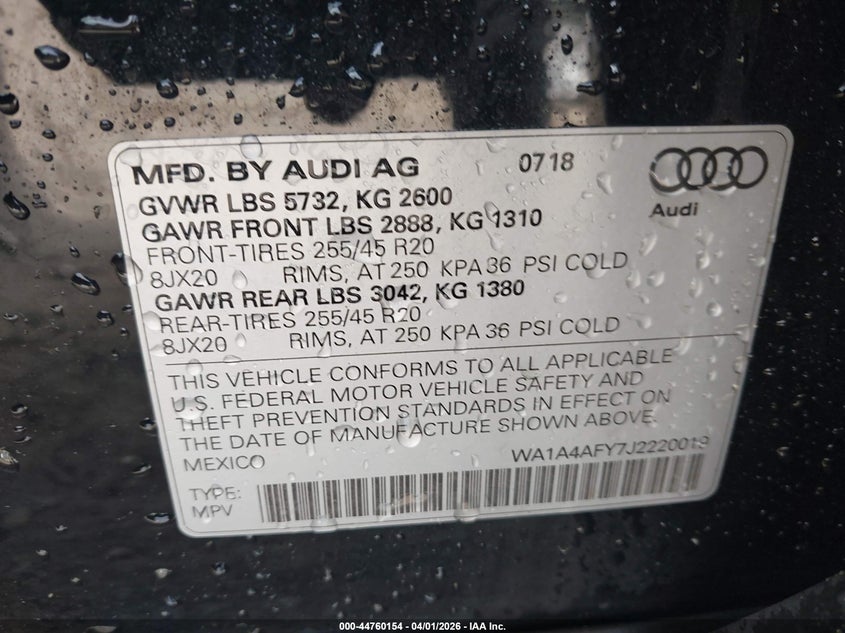 MFD. BY AUDI AG 0718
Audi
GVWR LBS 5732, KG 2600
GAWR FRONT LBS 2888, KG 1310
FRONT-TIRES 255/45 R20
8JX20 RIMS, AT 250 KPA 36 PSI COLD
GAWR REAR LBS 3042, KG 1380
REAR-TIRES 255/45 R20
8JX20 RIMS, AT 250 KPA 36 PSI COLD
THIS VEHICLE CONFORMS TO ALL APPLICABLE
U.S. FEDERAL MOTOR VEHICLE SAFETY AND
THEFT PREVENTION STANDARDS IN EFFECT ON
THE DATE OF MANUFACTURE SHOWN ABOVE.
MEXICO WA1A4AFY7J2220019
TYPE:
MPV
000-44760154 - 04/01/2026 - IAA Inc.